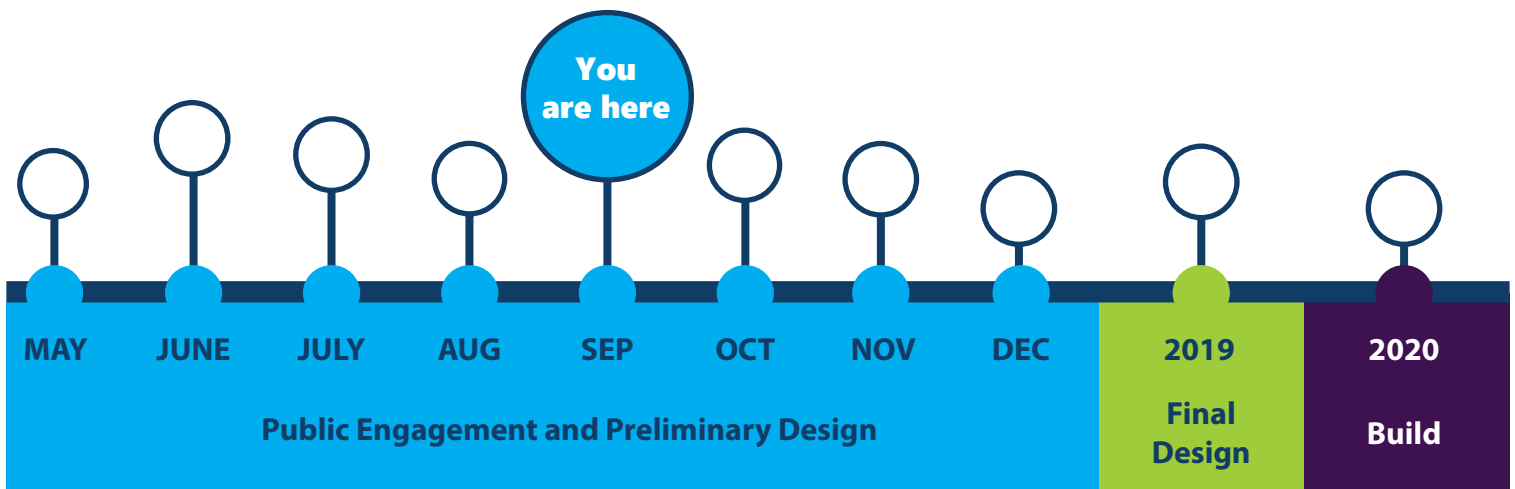 You
are here
MAY JUNE JULY AUG SEP OCT NOV DEC 2019 2020
Public Engagement and Preliminary Design
Final
Design
Build